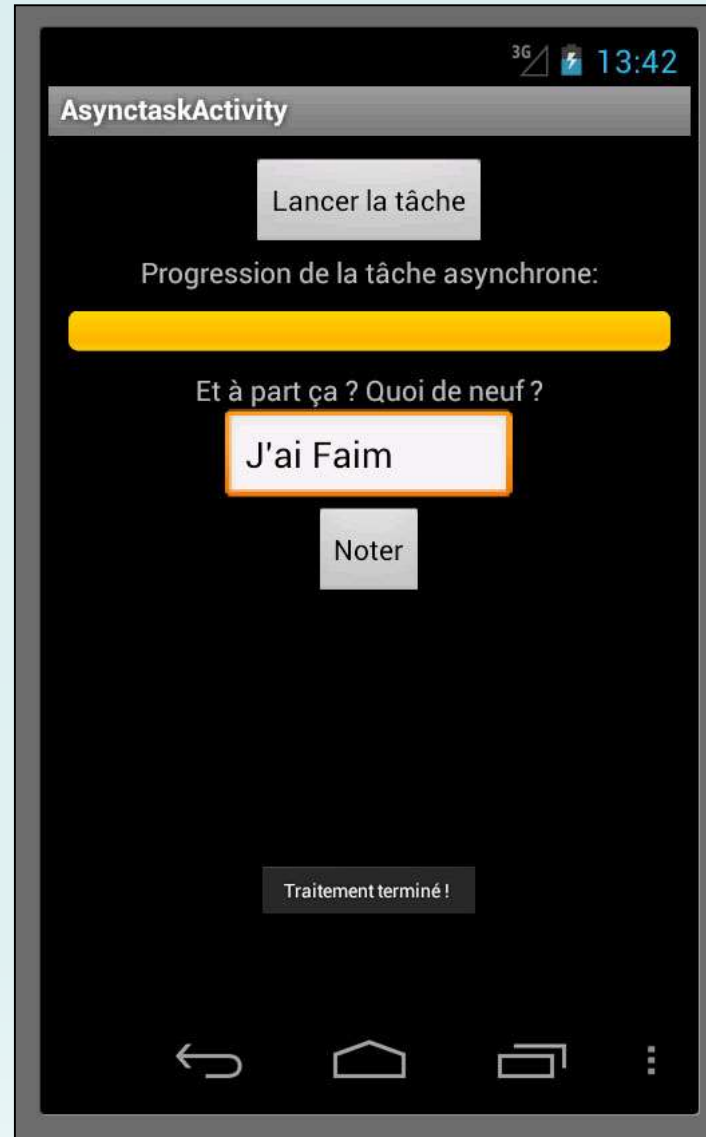 3G 13:42
AsynctaskActivity
Lancer la tâche
Progression de la tâche asynchrone:
Et à part ça ? Quoi de neuf ?
J'ai Faim
Noter
Traitement terminé !